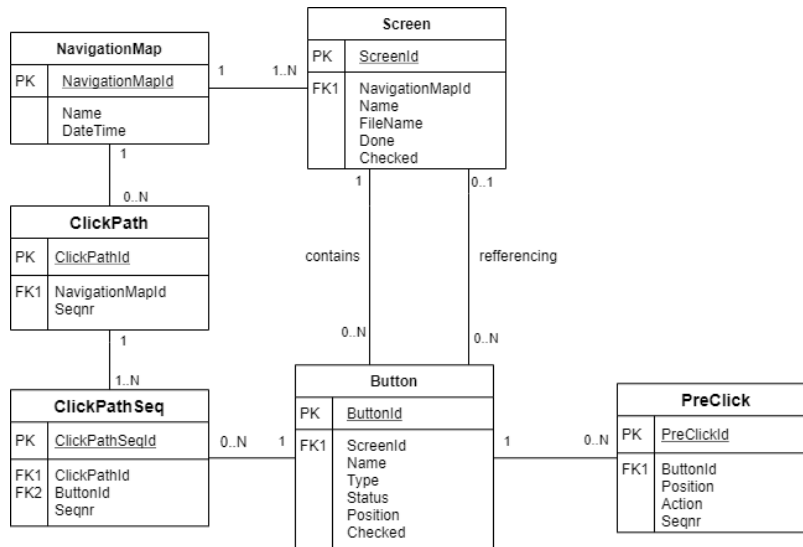 NavigationMap
PK NavigationMapId
Name
DateTime
1
1..N
Screen
PK ScreenId
FK1 NavigationMapId
Name
FileName
Done
Checked
1
0..N
1
0..1
ClickPath
PK ClickPathId
FK1 NavigationMapId
Seqnr
contains
refferencing
1
1..N
0..N
0..N
ClickPathSeq
PK ClickPathSeqId
FK1 ClickPathId
FK2 ButtonId
Seqnr
0..N
1
Button
PK ButtonId
FK1 ScreenId
Name
Type
Status
Position
Checked
1
0..N
PreClick
PK PreClickId
FK1 ButtonId
Position
Action
Seqnr